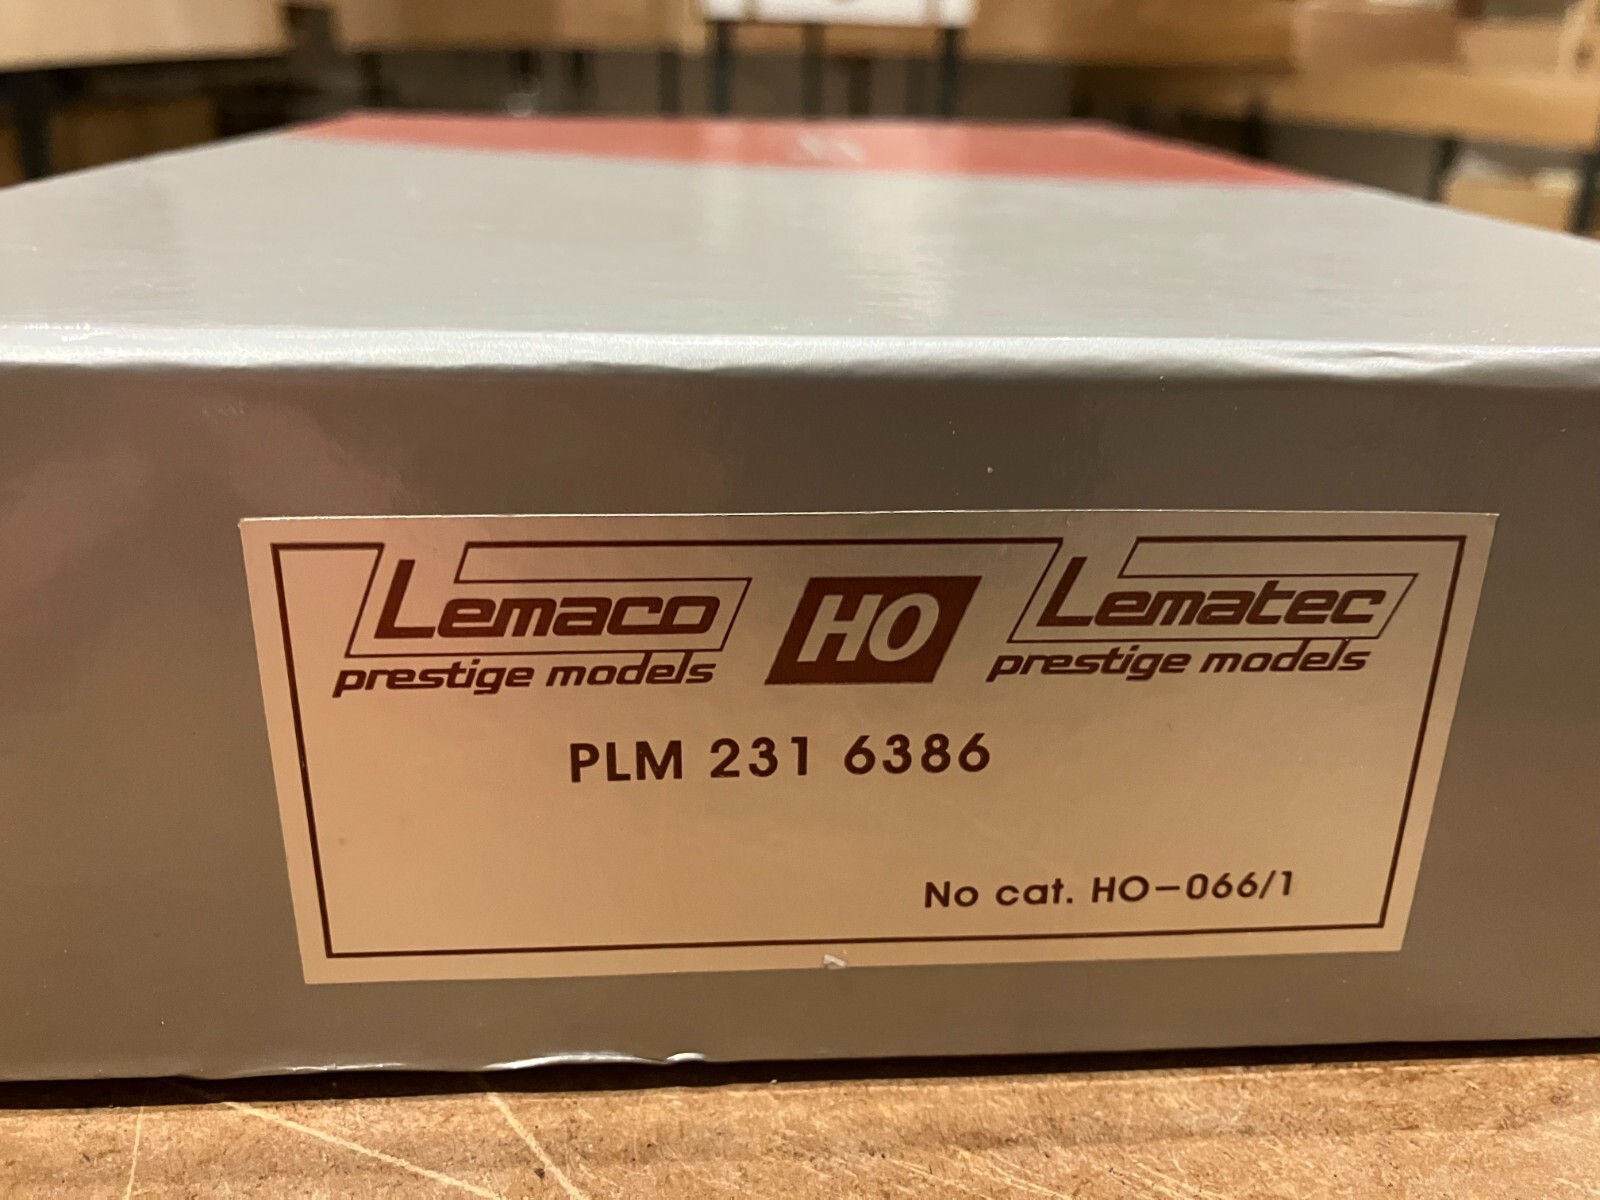 Lemaco HO Lematec
prestige models prestige models
PLM 231 6386
No cat. HO-066/1